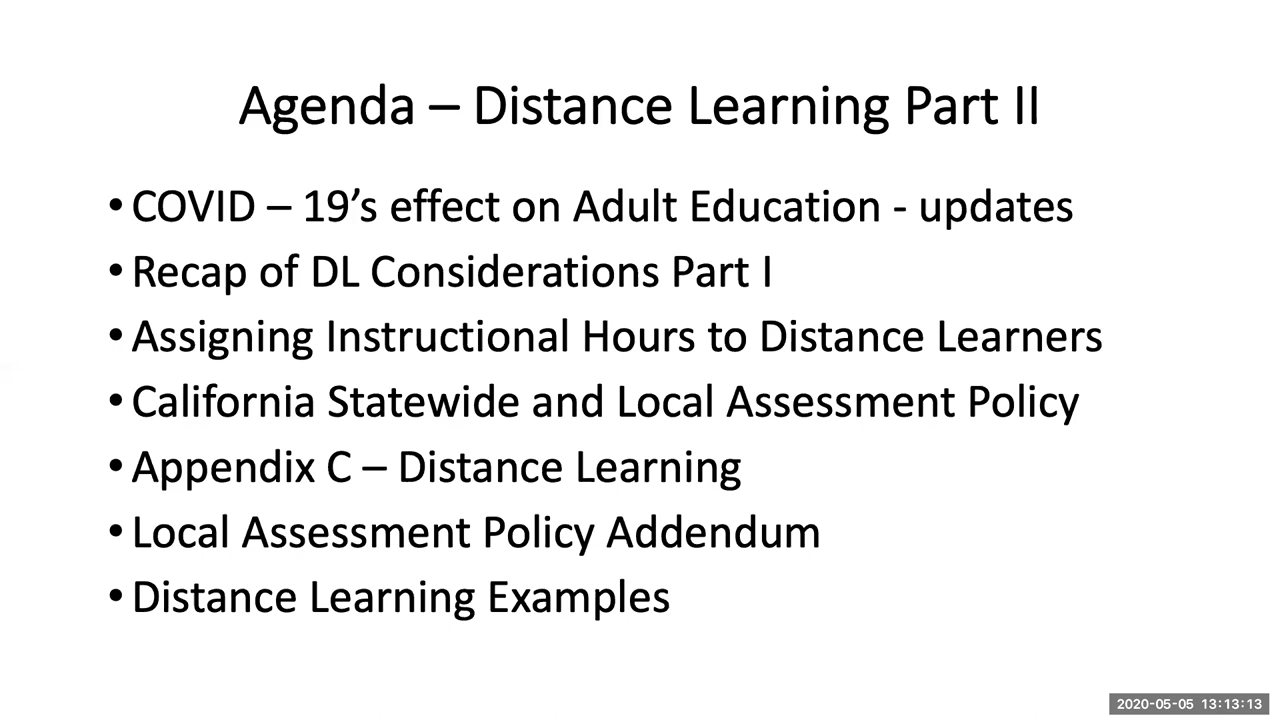 Agenda – Distance Learning Part II
• COVID – 19’s effect on Adult Education - updates
• Recap of DL Considerations Part I
• Assigning Instructional Hours to Distance Learners
• California Statewide and Local Assessment Policy
• Appendix C – Distance Learning
• Local Assessment Policy Addendum
• Distance Learning Examples
2020-05-05 13:13:13